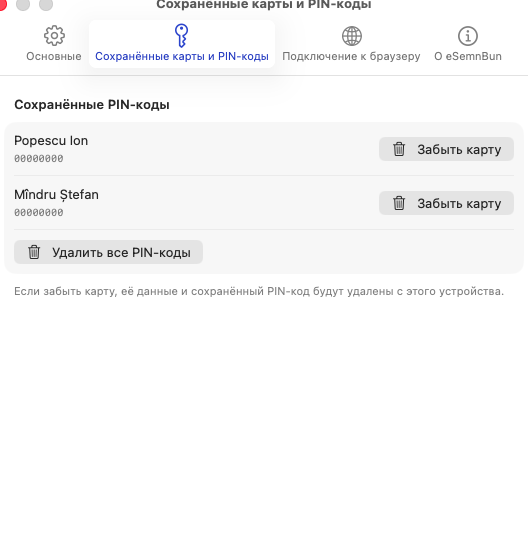 Сохранённые карты и PIN-коды
Основные
Сохранённые карты и PIN-коды
Подключение к браузеру
О eSemnBun
Сохранённые PIN-коды
Popescu Ion
00000000
Забыть карту
Mîndru Ștefan
00000000
Забыть карту
Удалить все PIN-коды
Если забыть карту, её данные и сохранённый PIN-код будут удалены с этого устройства.